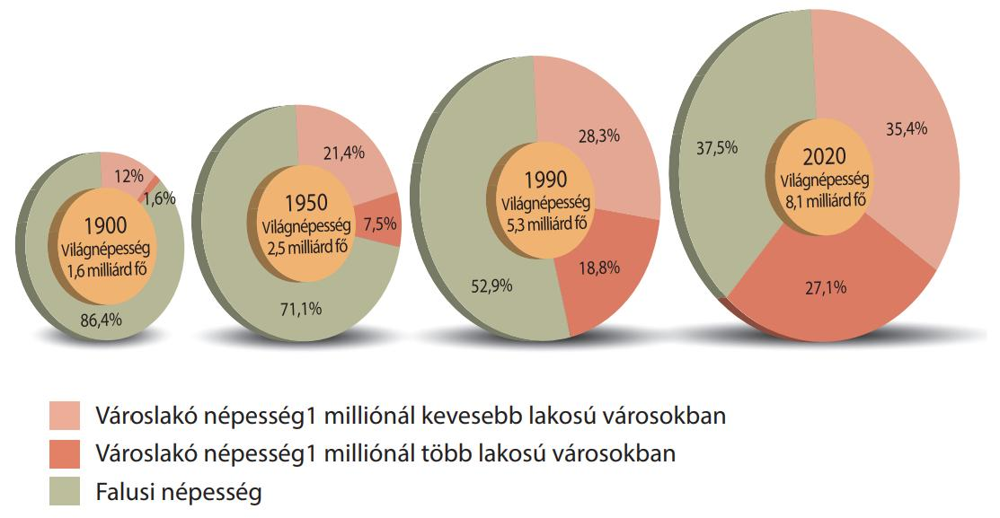 12%
1,6%
1900
Világnépesség
1,6 milliárd fő
86,4%
21,4%
1950
Világnépesség
2,5 milliárd fő
7,5%
71,1%
28,3%
1990
Világnépesség
5,3 milliárd fő
18,8%
52,9%
35,4%
37,5%
2020
Világnépesség
8,1 milliárd fő
27,1%
Városlakó népesség1 milliónál kevesebb lakosú városokban
Városlakó népesség1 milliónál több lakosú városokban
Falusi népesség